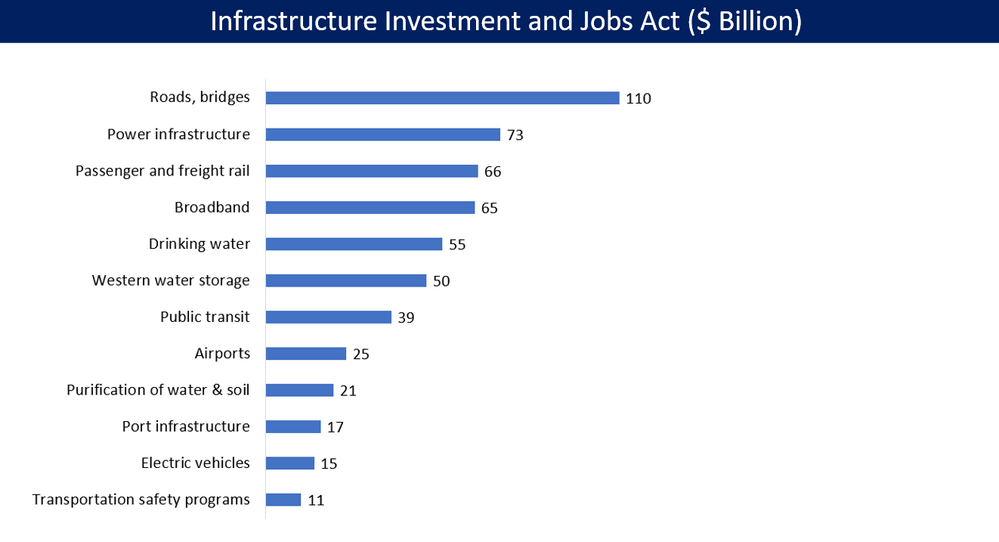 Infrastructure Investment and Jobs Act ($ Billion)
Roads, bridges 110
Power infrastructure 73
Passenger and freight rail 66
Broadband 65
Drinking water 55
Western water storage 50
Public transit 39
Airports 25
Purification of water & soil 21
Port infrastructure 17
Electric vehicles 15
Transportation safety programs 11